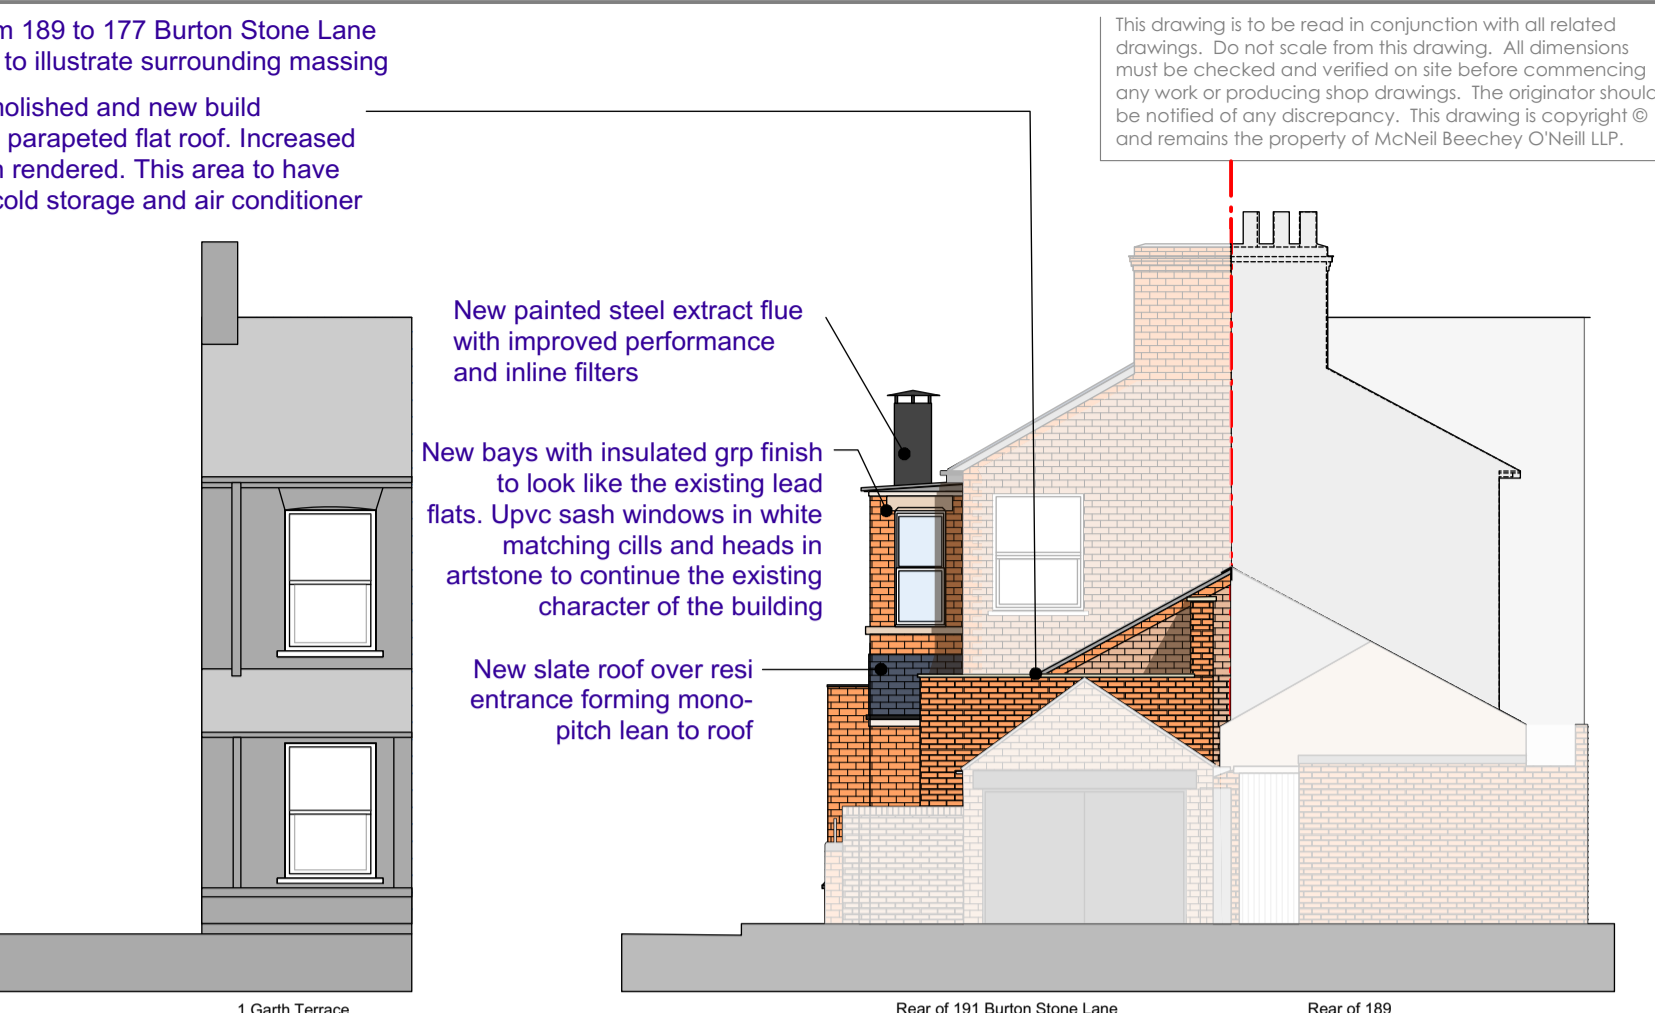 m 189 to 177 Burton Stone Lane
to illustrate surrounding massing
nolished and new build
parapeted flat roof. Increased
n rendered. This area to have
cold storage and air conditioner
This drawing is to be read in conjunction with all related
drawings. Do not scale from this drawing. All dimensions
must be checked and verified on site before commencing
any work or producing shop drawings. The originator should
be notified of any discrepancy. This drawing is copyright ©
and remains the property of McNeil Beechey O'Neill LLP.
New painted steel extract flue
with improved performance
and inline filters
New bays with insulated grp finish
to look like the existing lead
flats. Upvc sash windows in white
matching cills and heads in
artstone to continue the existing
character of the building
New slate roof over resi
entrance forming mono-
pitch lean to roof
1 Garth Terrace
Rear of 191 Burton Stone Lane
Rear of 189